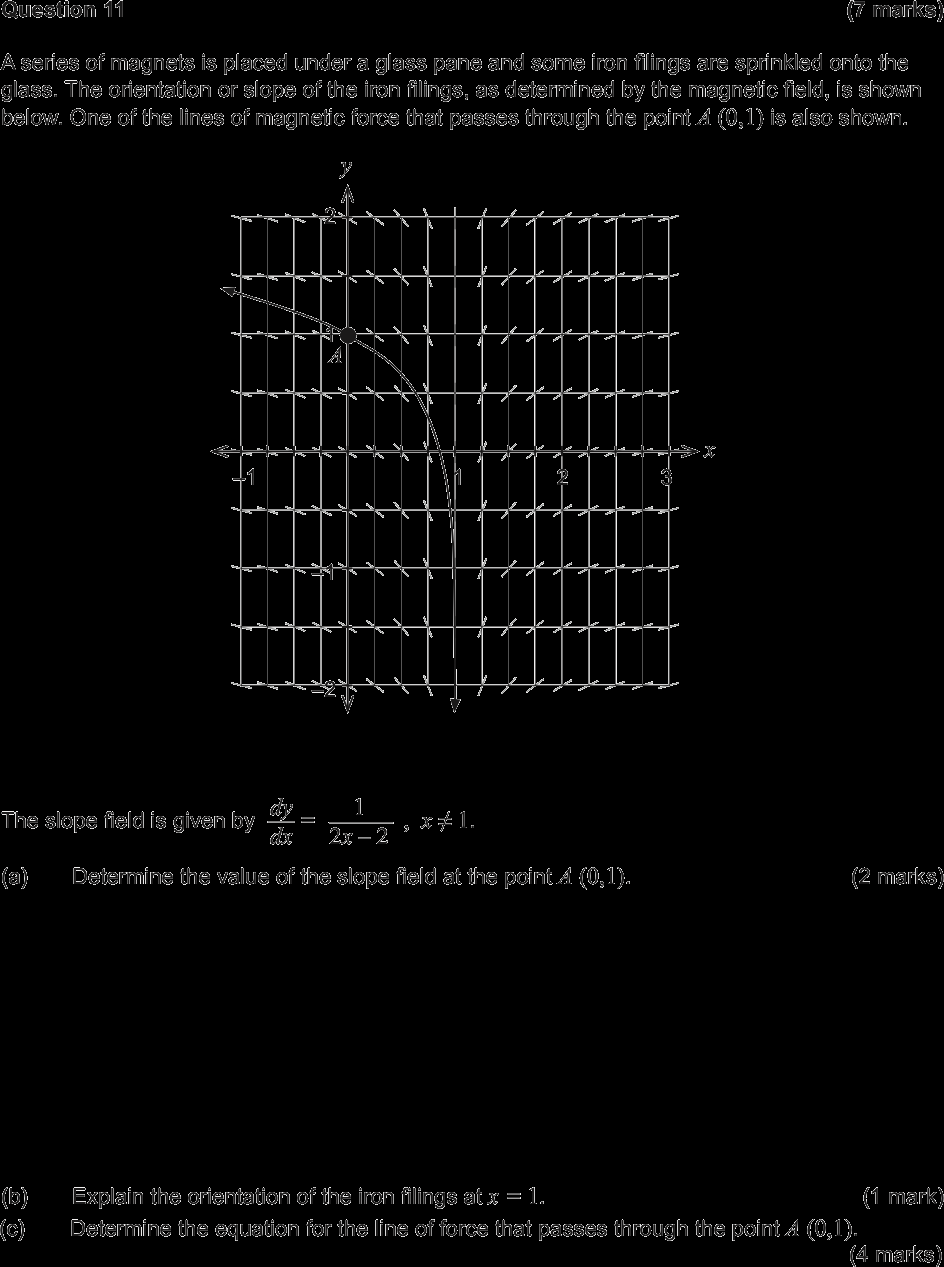 Question 11 (7 marks)
A series of magnets is placed under a glass pane and some iron filings are sprinkled onto the
glass. The orientation or slope of the iron filings, as determined by the magnetic field, is shown
below. One of the lines of magnetic force that passes through the point A (0,1) is also shown.
y
2
1
A
x
–1 1 2 3
–1
–2
The slope field is given by dy/dx = 1/(2x – 2) , x ≠ 1.
(a) Determine the value of the slope field at the point A (0,1). (2 marks)
(b) Explain the orientation of the iron filings at x = 1. (1 mark)
(c) Determine the equation for the line of force that passes through the point A (0,1).
(4 marks)